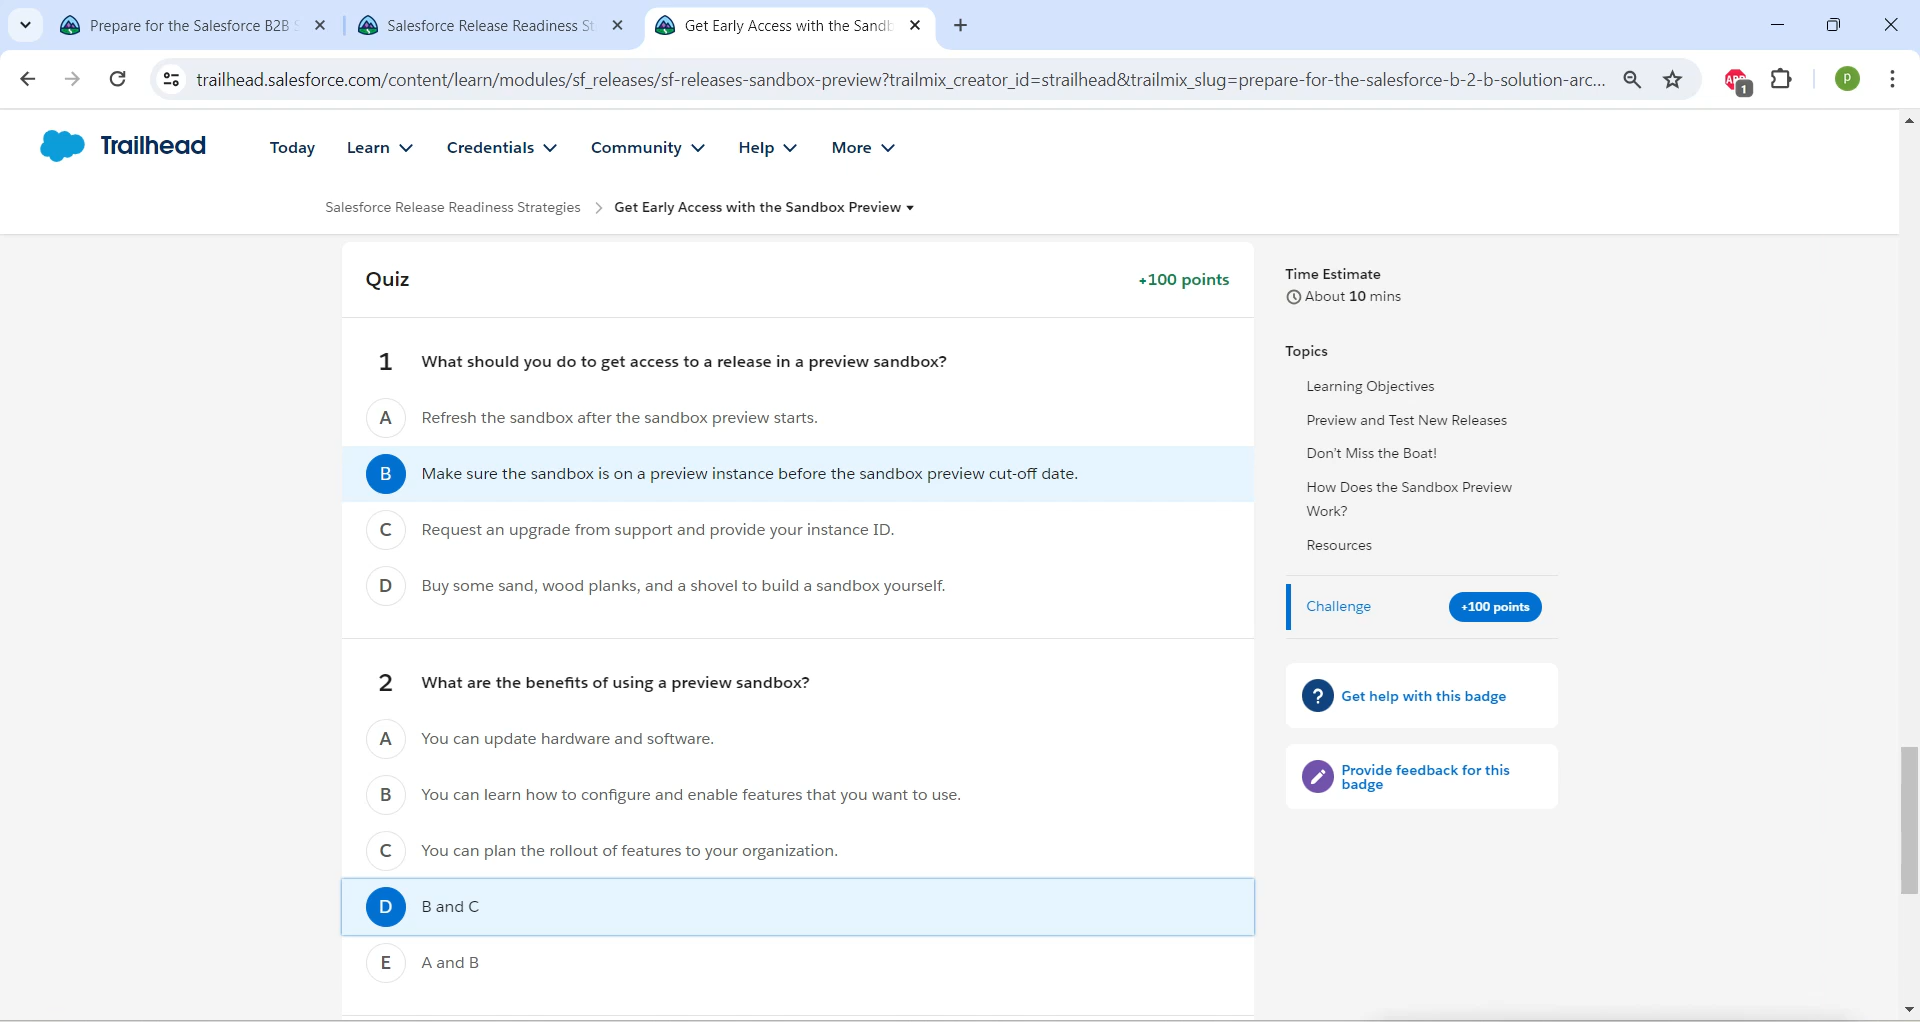 Prepare for the Salesforce B2B S
Salesforce Release Readiness St
Get Early Access with the Sandb
trailhead.salesforce.com/content/learn/modules/sf_releases/sf-releases-sandbox-preview?trailmix_creator_id=strailhead&trailmix_slug=prepare-for-the-salesforce-b-2-b-solution-arc...
ABP
1
P
Trailhead
Today
Learn
Credentials
Community
Help
More
Salesforce Release Readiness Strategies > Get Early Access with the Sandbox Preview
Quiz
+100 points
1 What should you do to get access to a release in a preview sandbox?
A Refresh the sandbox after the sandbox preview starts.
B Make sure the sandbox is on a preview instance before the sandbox preview cut-off date.
C Request an upgrade from support and provide your instance ID.
D Buy some sand, wood planks, and a shovel to build a sandbox yourself.
2 What are the benefits of using a preview sandbox?
A You can update hardware and software.
B You can learn how to configure and enable features that you want to use.
C You can plan the rollout of features to your organization.
D B and C
E A and B
Time Estimate
About 10 mins
Topics
Learning Objectives
Preview and Test New Releases
Don't Miss the Boat!
How Does the Sandbox Preview
Work?
Resources
Challenge
+100 points
? Get help with this badge
Provide feedback for this
badge